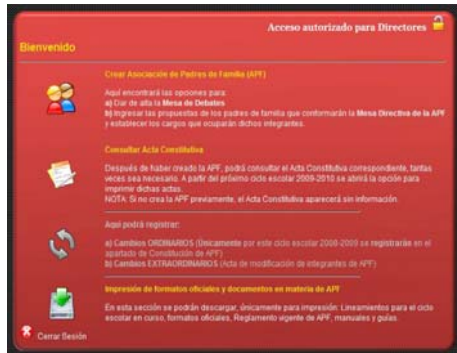 Acceso autorizado para Directores
Bienvenido
Crear Asociación de Padres de Familia (APF)
Aquí encontrará las opciones para:
a) Dar de alta la Mesa de Debates
b) Ingresar las propuestas de los padres de familia que conformarán la Mesa Directiva de la APF
y establecer los cargos que ocuparán dichos integrantes.
Consultar Acta Constitutiva
Después de haber creado la APF, podrá consultar el Acta Constitutiva correspondiente, tantas
veces sea necesario. A partir del próximo ciclo escolar 2009-2010 se abrirá la opción para
imprimir dichas actas.
NOTA: Si no crea la APF previamente, el Acta Constitutiva aparecerá sin información.
Aquí podrá registrar:
a) Cambios ORDINARIOS (Únicamente por este ciclo escolar 2008-2009 se registrarán en el
apartado de Constitución de APF)
b) Cambios EXTRAORDINARIOS (Acta de modificación de integrantes de APF)
Impresión de formatos oficiales y documentos en materia de APF
En esta sección se podrán descargar, únicamente para impresión: Lineamientos para el ciclo
escolar en curso, formatos oficiales, Reglamento vigente de APF, manuales y guías.
Cerrar Sesión